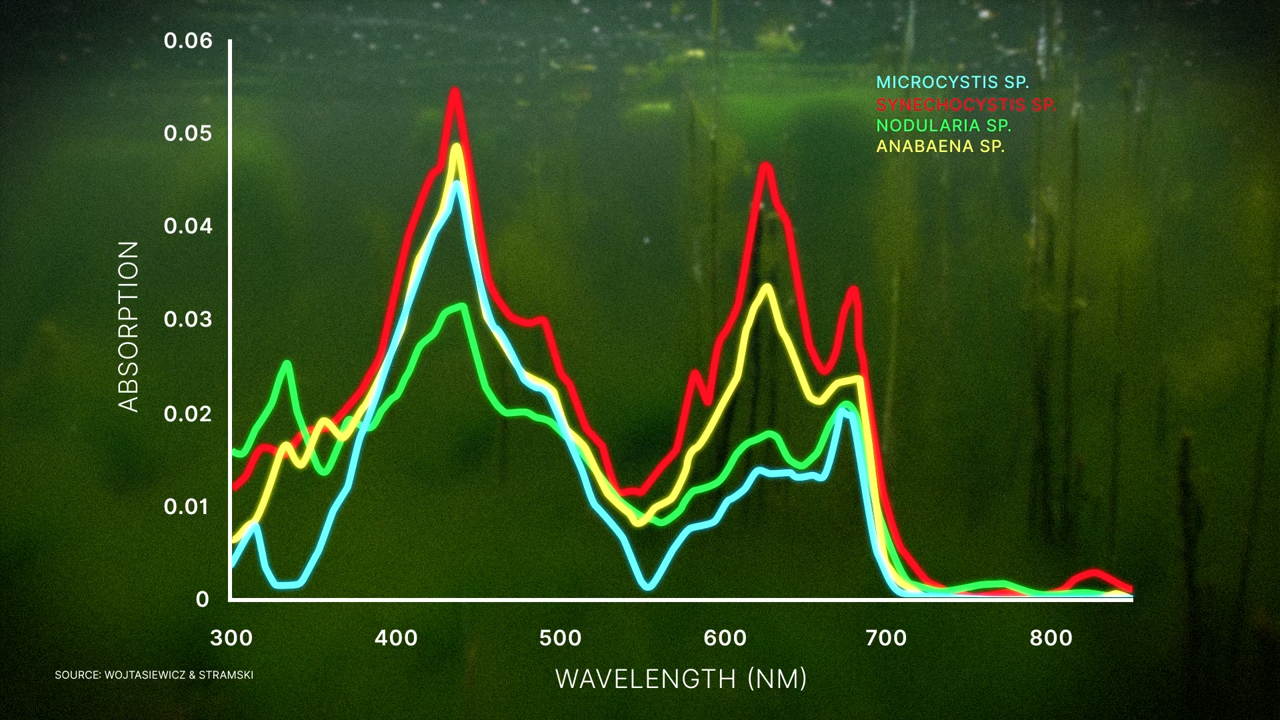 0.06
0.05
0.04
0.03
0.02
0.01
0
ABSORPTION
MICROCYSTIS SP.
SYNECHOCYSTIS SP.
NODULARIA SP.
ANABAENA SP.
300 400 500 600 700 800
WAVELENGTH (NM)
SOURCE: WOJTASIEWICZ & STRAMSKI